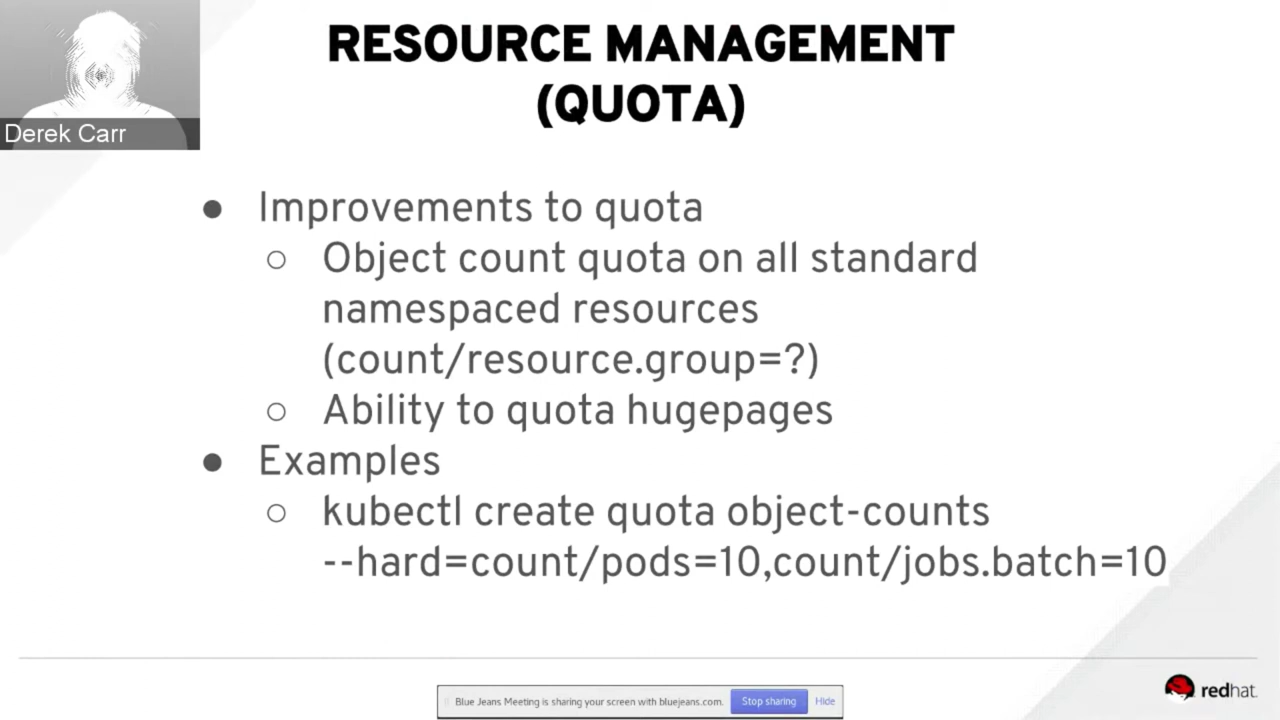 RESOURCE MANAGEMENT
(QUOTA)
Derek Carr
● Improvements to quota
○ Object count quota on all standard
namespaced resources
(count/resource.group=?)
○ Ability to quota hugepages
● Examples
○ kubectl create quota object-counts
--hard=count/pods=10,count/jobs.batch=10
Blue Jeans Meeting is sharing your screen with bluejeans.com. Stop sharing Hide
redhat.